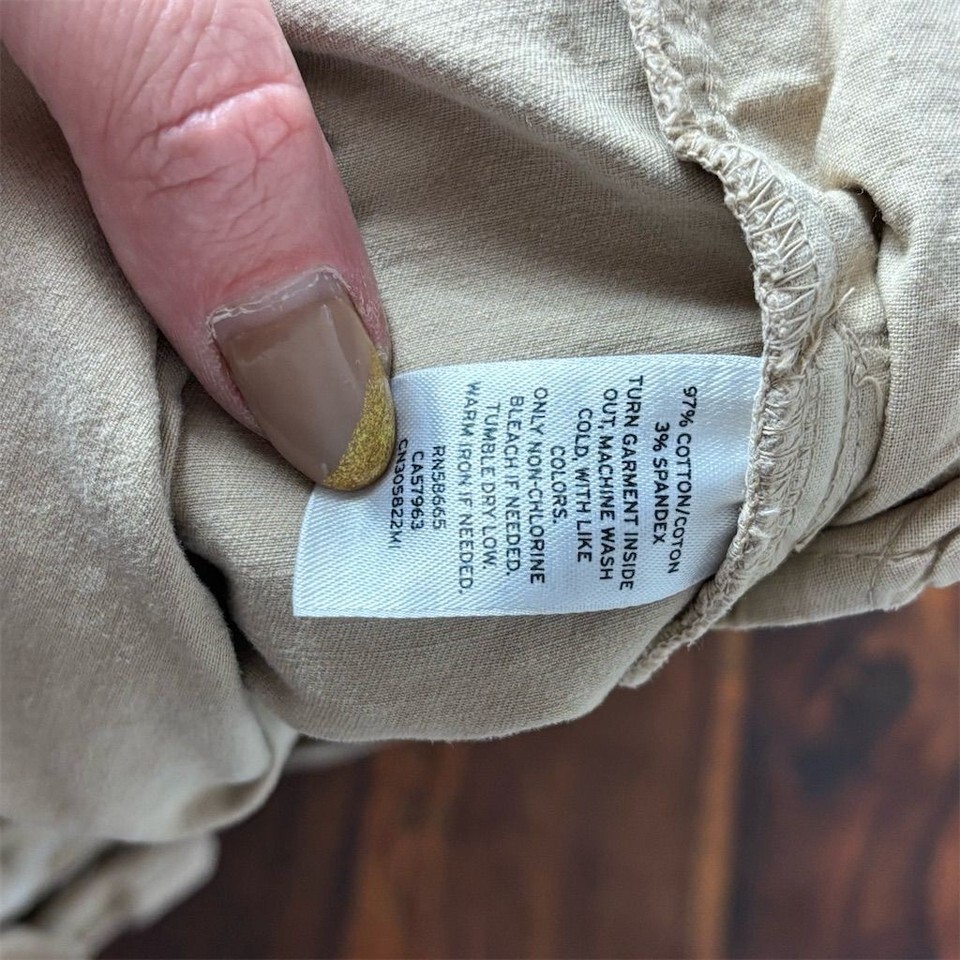 97% COTTON/COTON
3% SPANDEX
TURN GARMENT INSIDE
OUT, MACHINE WASH
COLD, WITH LIKE
COLORS.
ONLY NON-CHLORINE
BLEACH IF NEEDED.
TUMBLE DRY LOW.
WARM IRON IF NEEDED.
RN58665
CA57963
CN305822MI